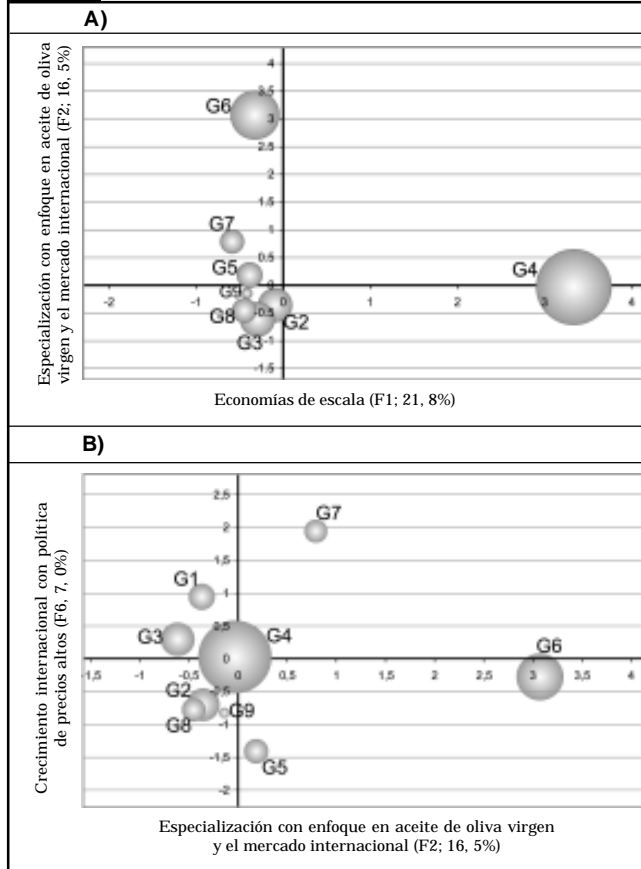 A)
Especialización con enfoque en aceite de oliva
virgen y el mercado internacional (F2; 16, 5%)
4
3,5
G6
3
2,5
2
1,5
G7
1
0,5
G5
G4
-2
-1
0
1
2
3
4
G9
G8
-0,5
G2
G3
-1
-1,5
Economías de escala (F1; 21, 8%)
B)
Crecimiento internacional con política
de precios altos (F6, 7, 0%)
2,5
G7
2
1,5
G1
1
G3
0,5
G4
G6
0
-1,5
-1
-0,5
0
0,5
1
1,5
2
2,5
3
3,5
4
G2
-0,5
G8
G9
-1
G5
-1,5
-2
Especialización con enfoque en aceite de oliva virgen
y el mercado internacional (F2; 16, 5%)